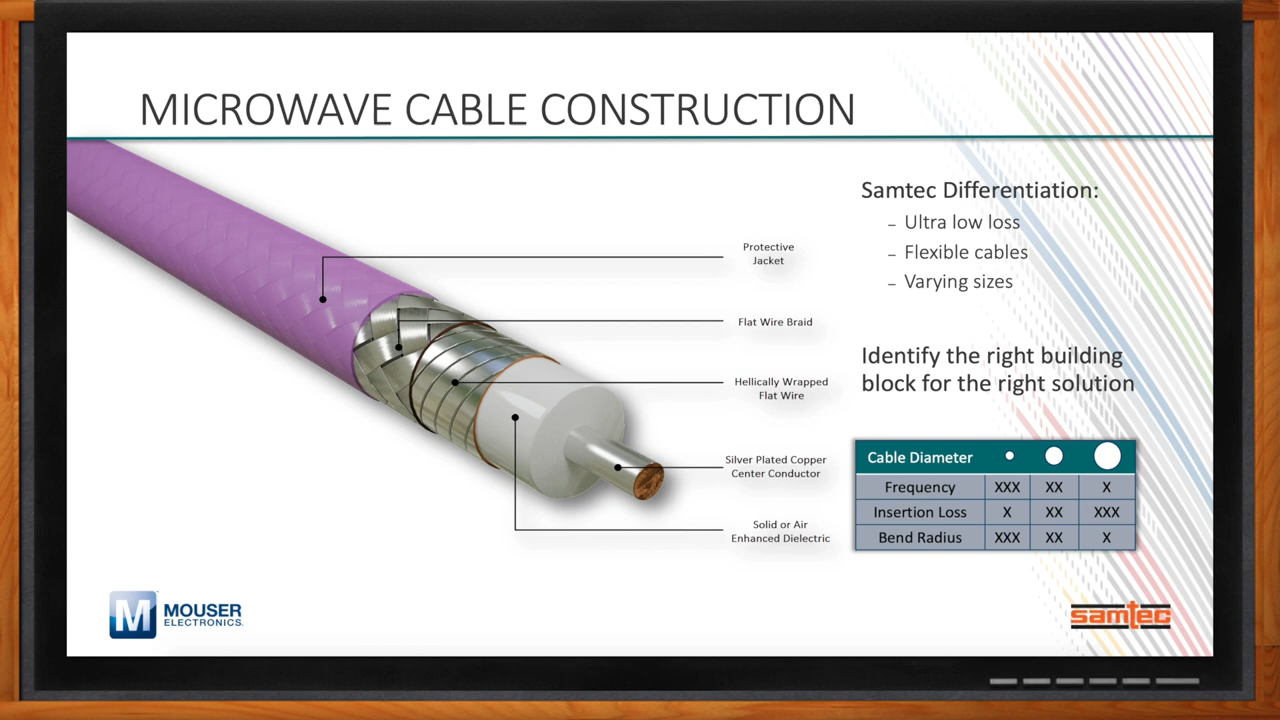 MICROWAVE CABLE CONSTRUCTION
Protective
Jacket
Flat Wire Braid
Hellically Wrapped
Flat Wire
Silver Plated Copper
Center Conductor
Solid or Air
Enhanced Dielectric
Samtec Differentiation:
– Ultra low loss
– Flexible cables
– Varying sizes
Identify the right building
block for the right solution
Cable Diameter
Frequency XXX XX X
Insertion Loss X XX XXX
Bend Radius XXX XX X
M MOUSER
ELECTRONICS.
samtec